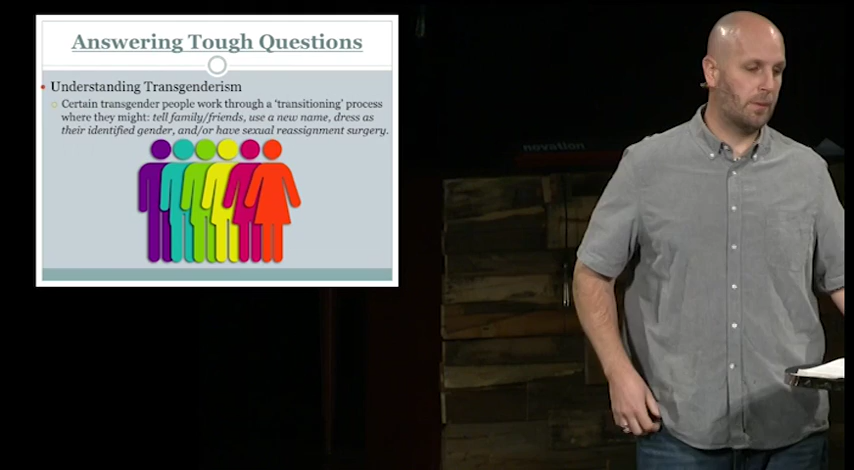 Answering Tough Questions
Understanding Transgenderism
Certain transgender people work through a 'transitioning' process
where they might: tell family/friends, use a new name, dress as
their identified gender, and/or have sexual reassignment surgery.
novation